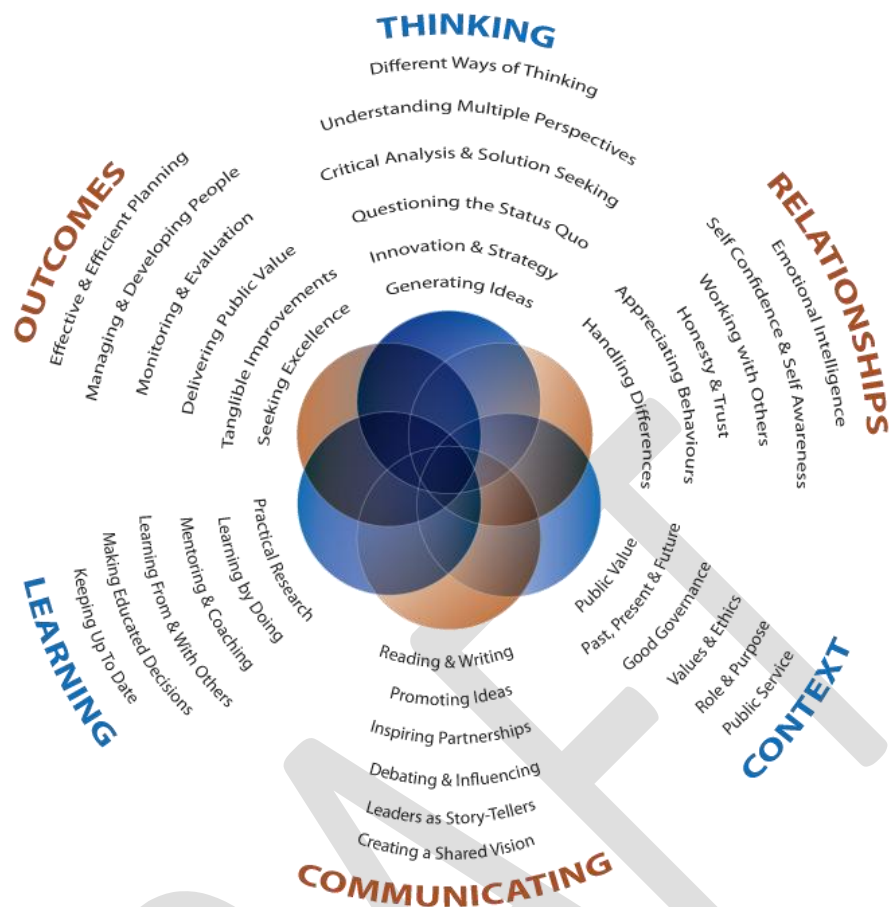 THINKING
Different Ways of Thinking
Understanding Multiple Perspectives
Critical Analysis & Solution Seeking
Questioning the Status Quo
Innovation & Strategy
Generating Ideas
RELATIONSHIPS
Emotional Intelligence
Self Confidence & Self Awareness
Working with Others
Honesty & Trust
Appreciating Behaviours
Handling Differences
CONTEXT
Public Value
Past, Present & Future
Good Governance
Values & Ethics
Role & Purpose
Public Service
Reading & Writing
Promoting Ideas
Inspiring Partnerships
Debating & Influencing
Leaders as Story-Tellers
Creating a Shared Vision
COMMUNICATING
LEARNING
Keeping Up To Date
Making Educated Decisions
Learning From & With Others
Mentoring & Coaching
Learning by Doing
Practical Research
OUTCOMES
Effective & Efficient Planning
Managing & Developing People
Monitoring & Evaluation
Delivering Public Value
Tanglible Improvements
Seeking Excellence